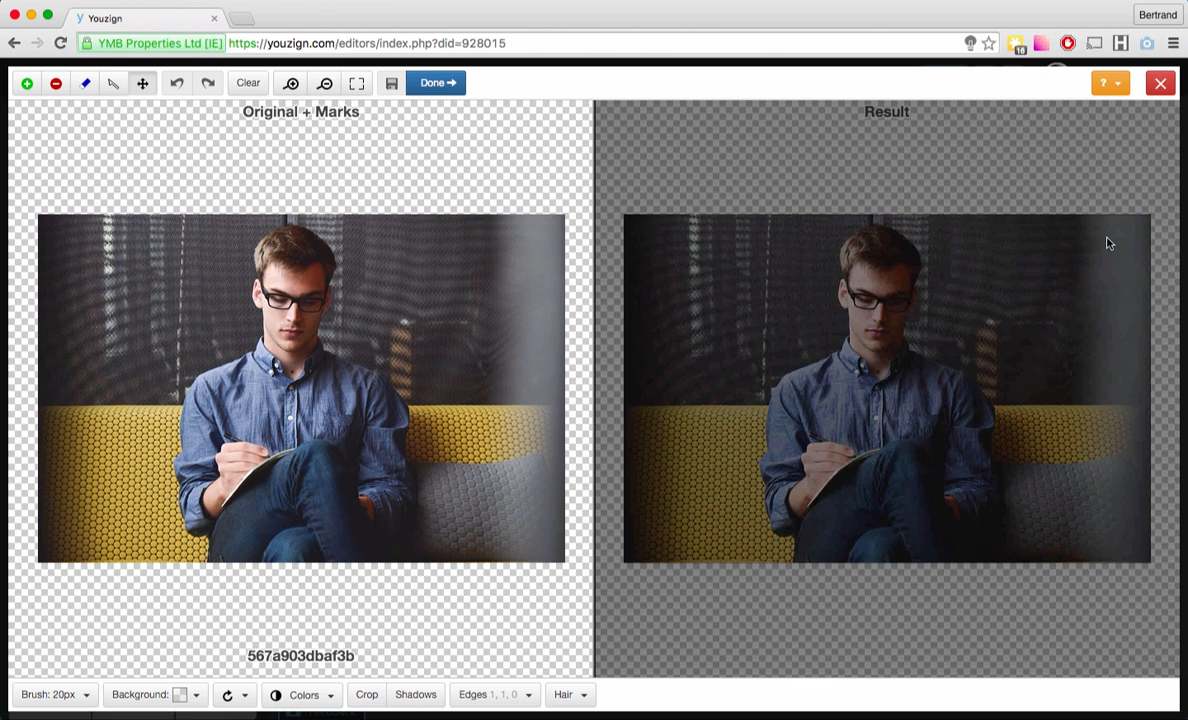 Youzign
Bertrand
YMB Properties Ltd [IE] https://youzign.com/editors/index.php?did=928015
16
Clear
Done
?
Original + Marks
Result
567a903dbaf3b
Brush: 20px
Background:
Colors
Crop
Shadows
Edges 1, 1, 0
Hair